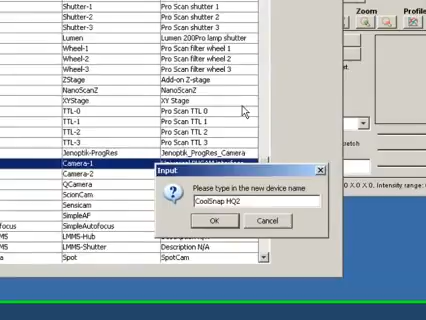 Shutter-1 Pro Scan shutter 1
Shutter-2 Pro Scan shutter 2
Shutter-3 Pro Scan shutter 3
Lumen Lumen 200Pro lamp shutter
Wheel-1 Pro Scan filter wheel 1
Wheel-2 Pro Scan filter wheel 2
Wheel-3 Pro Scan filter wheel 3
ZStage Add-on Z-stage
NanoScanZ NanoScanZ
XYStage XY Stage
TTL-0 Pro Scan TTL 0
TTL-1 Pro Scan TTL 1
TTL-2 Pro Scan TTL 2
TTL-3 Pro Scan TTL 3
Jenoptik-ProgRes Jenoptik_ProgRes_Camera
Camera-1
Camera-2
QCamera
ScionCam
Sensicam
SimpleAF SimpleAutofocus
SimpleAutofocus
LMM5-Hub Description N/A
LMM5-Shutter Description N/A
Spot SpotCam
Zoom
Profile
Input
Please type in the new device name
CoolSnap HQ2
OK Cancel
X 0 X 0, Intensity range: